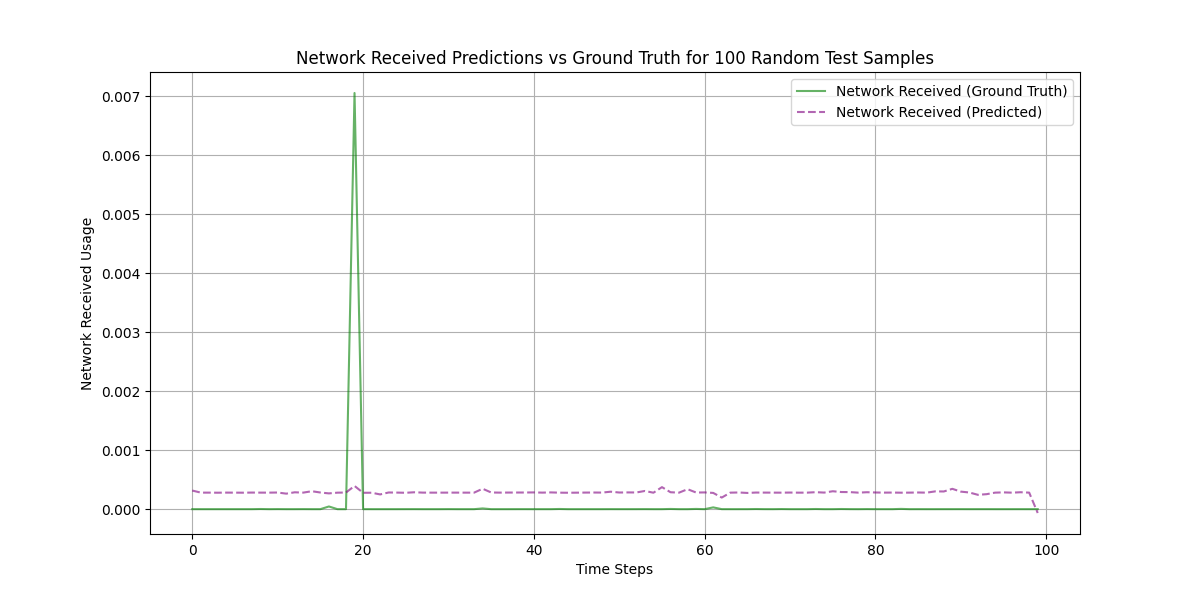 Network Received Predictions vs Ground Truth for 100 Random Test Samples
Network Received (Ground Truth)
Network Received (Predicted)
Network Received Usage
0.007
0.006
0.005
0.004
0.003
0.002
0.001
0.000
0 20 40 60 80 100
Time Steps